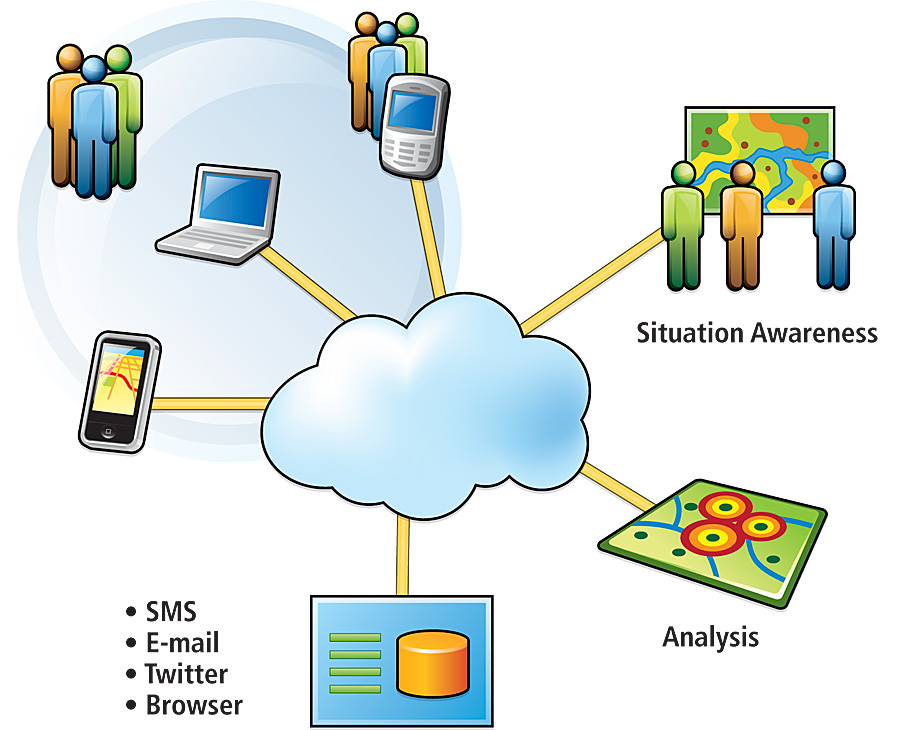 Situation Awareness
Analysis
• SMS
• E-mail
• Twitter
• Browser